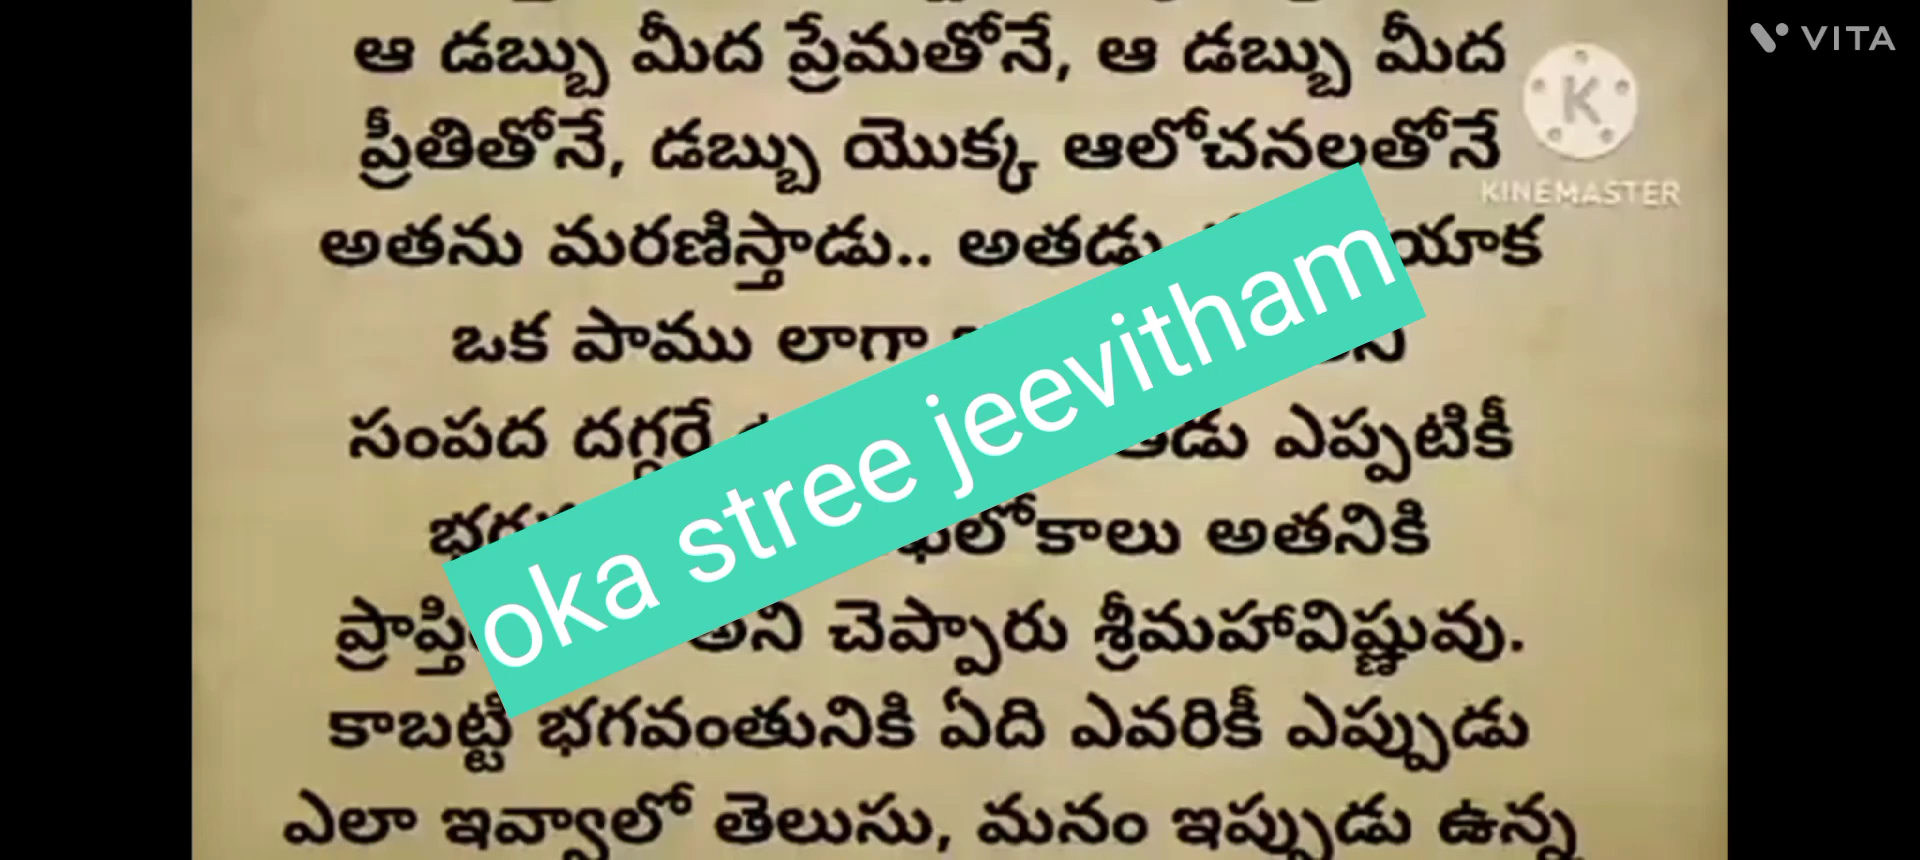 VITA
ఆ డబ్బు మీద ప్రేమతోనే, ఆ డబ్బు మీద
ప్రీతితోనే, డబ్బు యొక్క ఆలోచనలతోనే
KINEMASTER
అతను మరణిస్తాడు.. అతడు
ఒక పాము లాగా
సంపద దగ్గరే ఎప్పటికీ
అతనికి
అని చెప్పారు శ్రీమహావిష్ణువు.
కాబట్టి భగవంతునికి ఏది ఎవరికీ ఎప్పుడు
ఎలా ఇవ్వాలో తెలుసు, మనం ఇప్పుడు ఉన్న
oka stree jeevitham